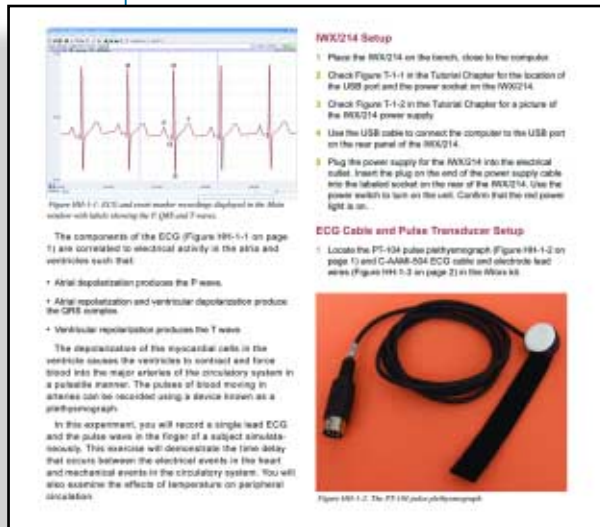 Figure HH-1-1: ECG and event marker recordings displayed in the Main
window with labels showing the P, QRS and T waves.
The components of the ECG (Figure HH-1-1 on page
1) are correlated to electrical activity in the atria and
ventricles such that:
• Atrial depolarization produces the P wave.
• Atrial repolarization and ventricular depolarization produce
the QRS complex.
• Ventricular repolarization produces the T wave.
The depolarization of the myocardial cells in the
ventricle causes the ventricles to contract and force
blood into the major arteries of the circulatory system in
a pulsatile manner. The pulses of blood moving in
arteries can be recorded using a device known as a
plethysmograph.
In this experiment, you will record a single lead ECG
and the pulse wave in the finger of a subject simulata-
neously. This exercise will demonstrate the time delay
that occurs between the electrical events in the heart
and mechanical events in the circulatory system. You will
also examine the effects of temperature on peripheral
circulation.
IWX/214 Setup
1 Place the IWX/214 on the bench, close to the computer.
2 Check Figure T-1-1 in the Tutorial Chapter for the location of
the USB port and the power socket on the IWX/214.
3 Check Figure T-1-2 in the Tutorial Chapter for a picture of
the IWX/214 power supply.
4 Use the USB cable to connect the computer to the USB port
on the rear panel of the IWX/214.
5 Plug the power supply for the IWX/214 into the electrical
outlet. Insert the plug on the end of the power supply cable
into the labeled socket on the rear of the IWX/214. Use the
power switch to turn on the unit. Confirm that the red power
light is on.
ECG Cable and Pulse Transducer Setup
1 Locate the PT-104 pulse plethysmograph (Figure HH-1-2 on
page 1) and C-AAMI-504 ECG cable and electrode lead
wires (Figure HH-1-3 on page 2) in the iWorx kit.
Figure HH-1-2: The PT-104 pulse plethysmograph.